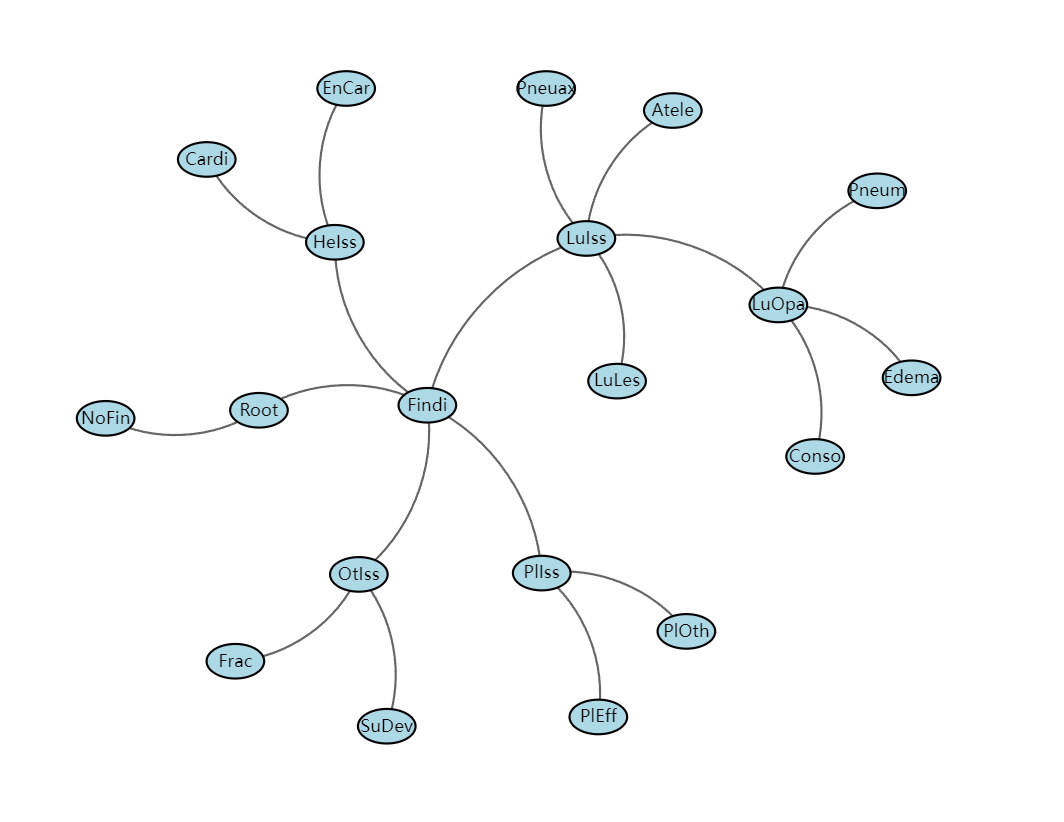 EnCar
Pneuax
Atele
Cardi
Pneum
HeIss
LuIss
LuOpa
Edema
LuLes
Findi
Root
NoFin
Conso
OtIss
PlIss
PlOth
Frac
PlEff
SuDev